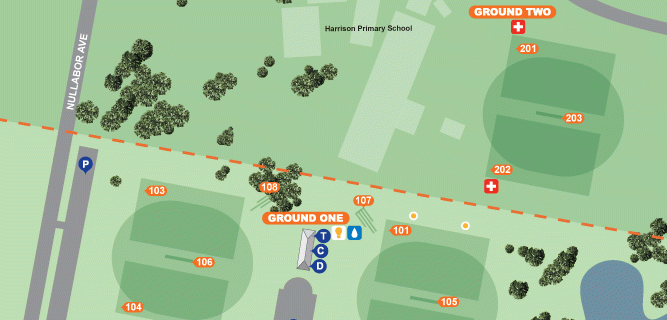 GROUND TWO
Harrison Primary School
201
NULLABOR AVE
203
P
202
103
108
107
GROUND ONE
101
T
C
106
D
104
105